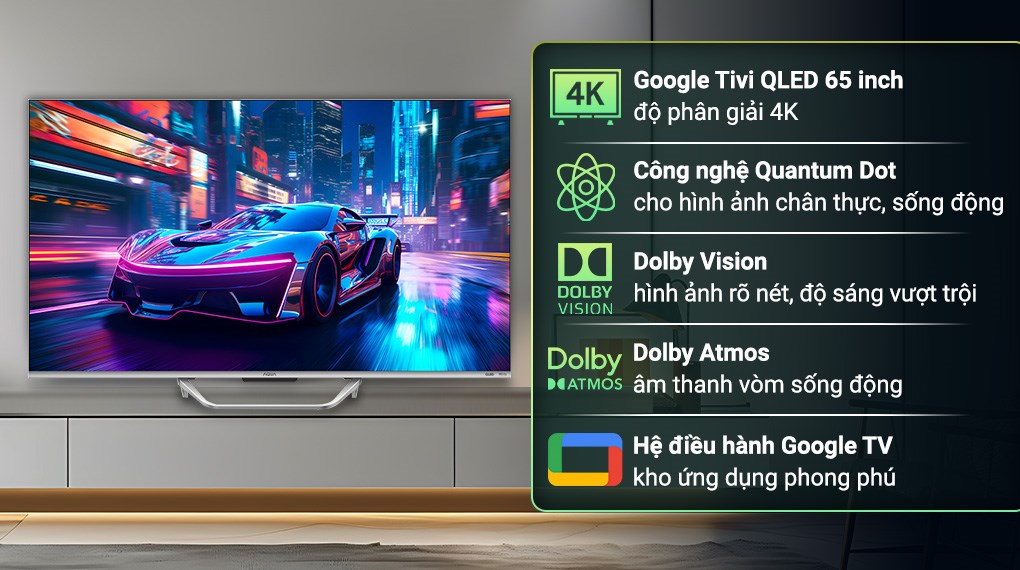 4K
Google Tivi QLED 65 inch
độ phân giải 4K
Công nghệ Quantum Dot
cho hình ảnh chân thực, sống động
DOLBY
VISION
Dolby Vision
hình ảnh rõ nét, độ sáng vượt trội
Dolby
ATMOS
Dolby Atmos
âm thanh vòm sống động
Hệ điều hành Google TV
kho ứng dụng phong phú
AQUA